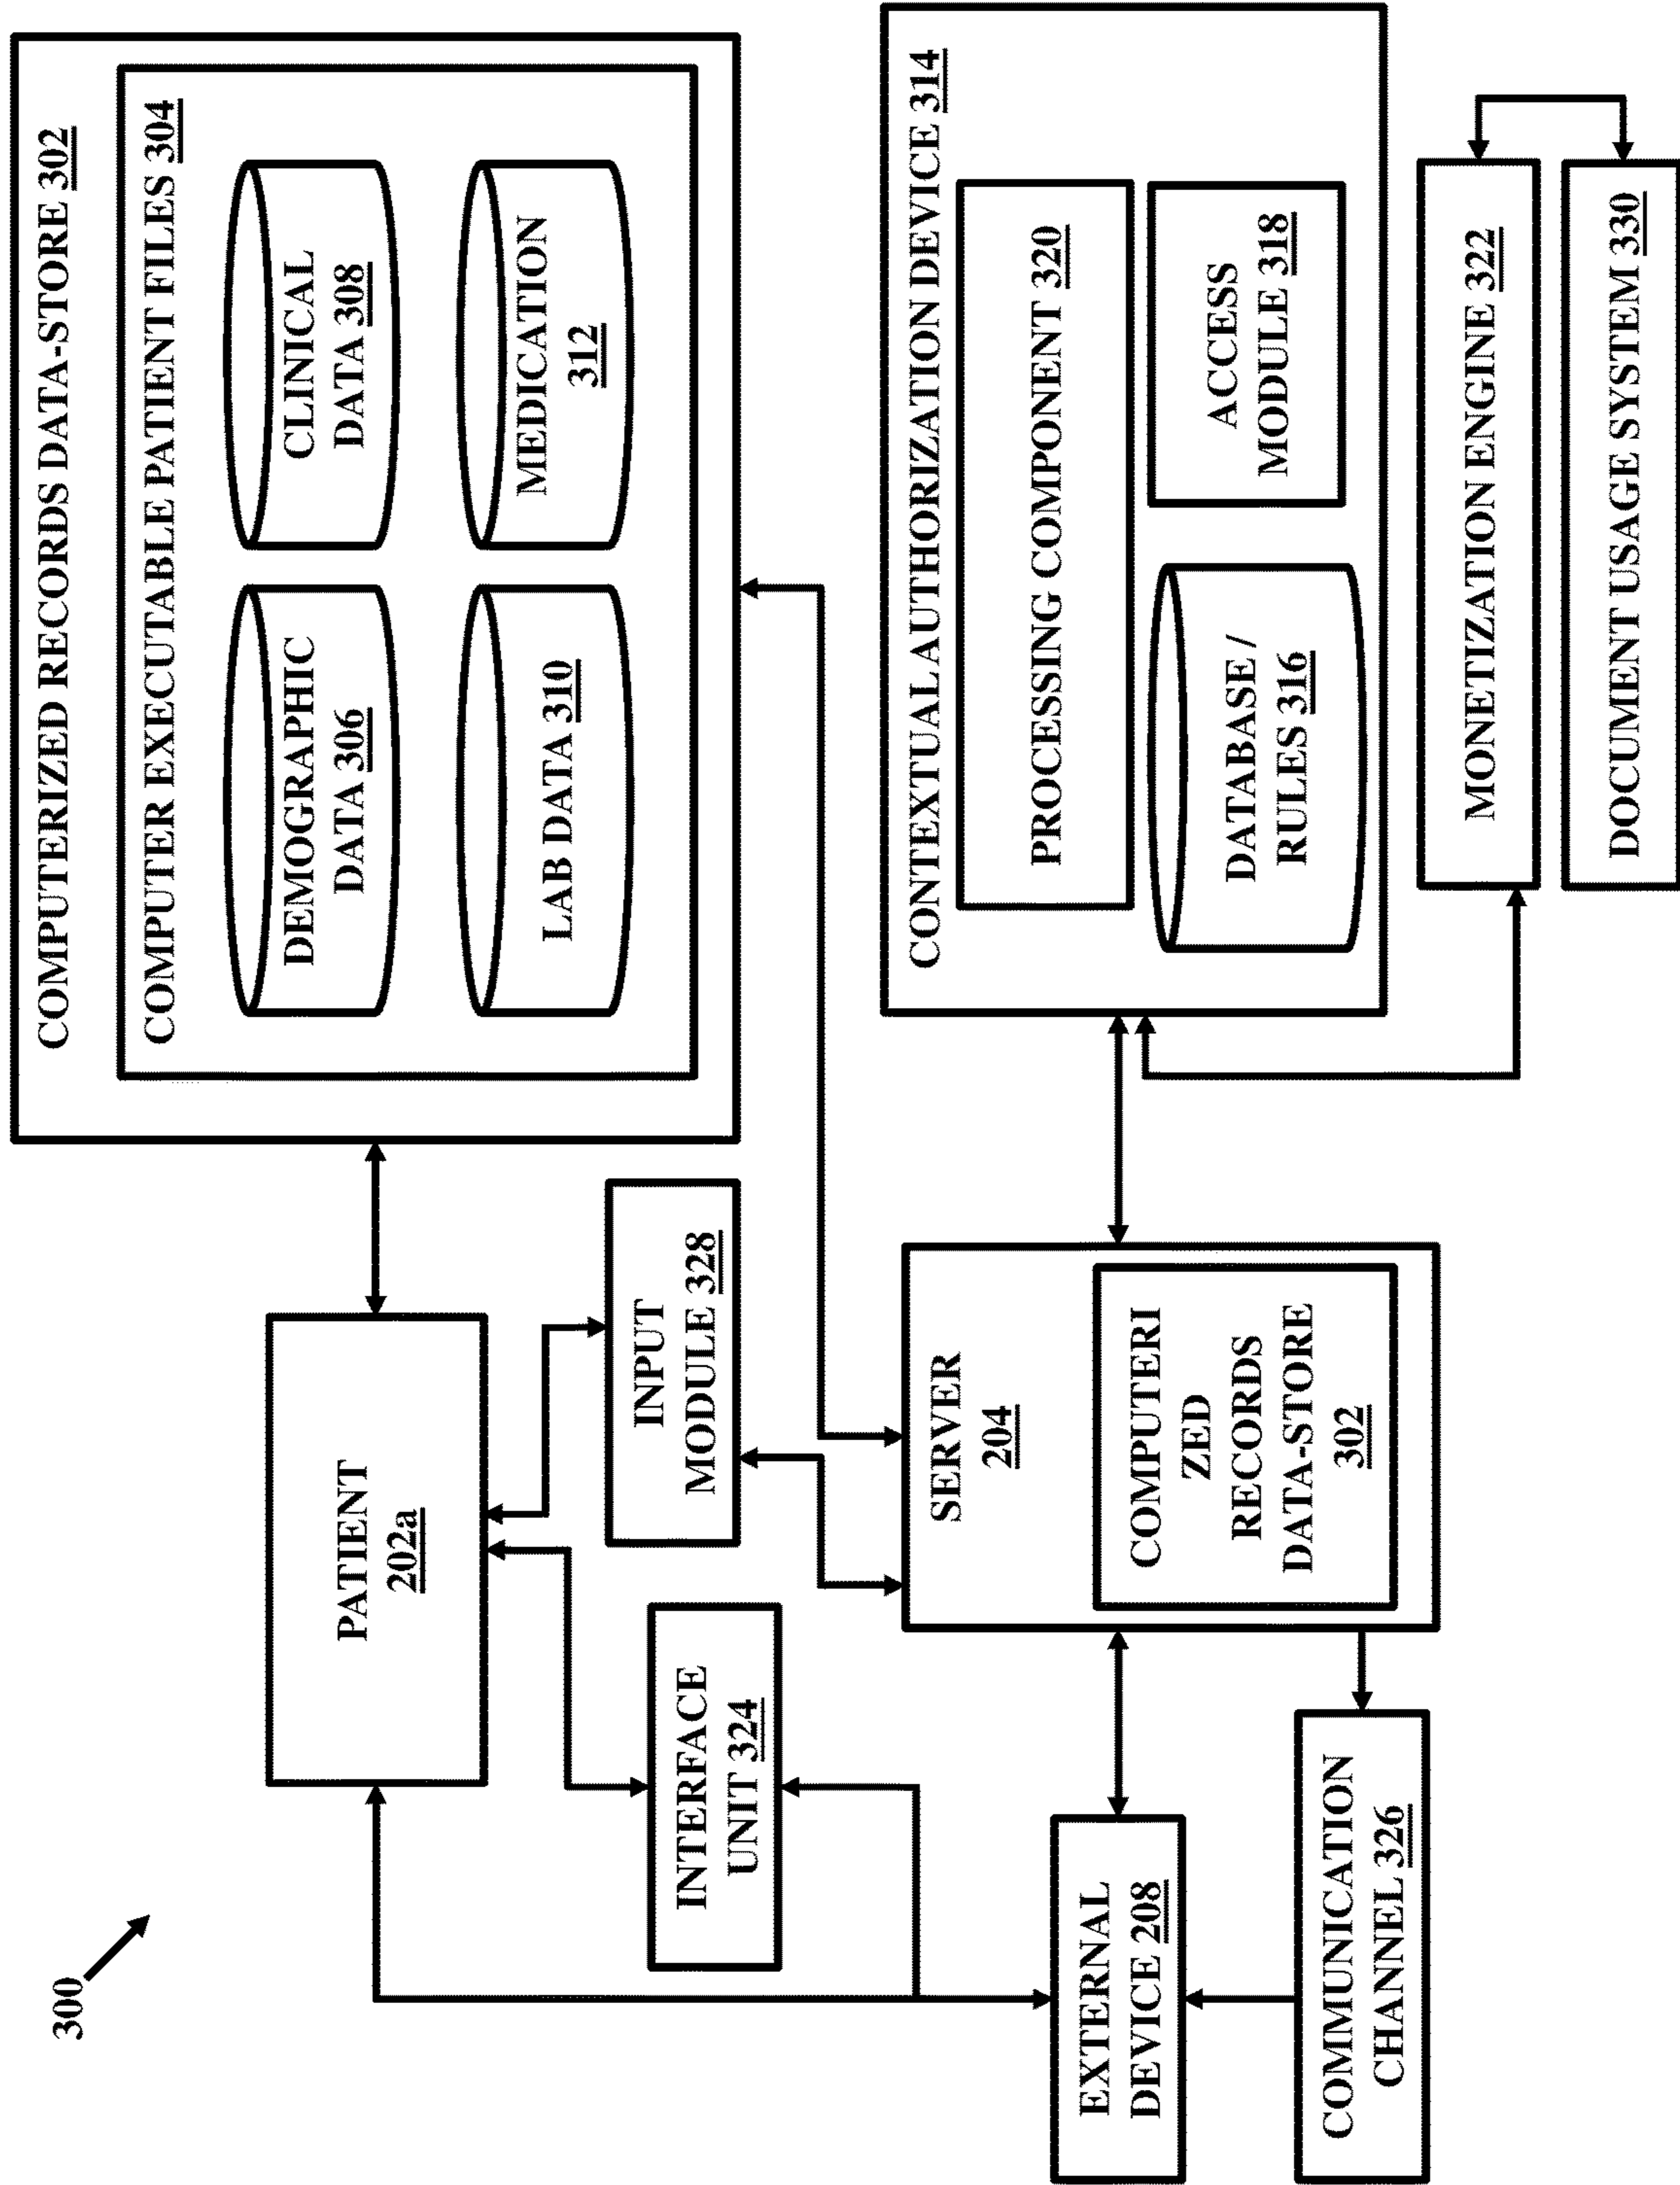 300
COMPUTERIZED RECORDS DATA-STORE 302
COMPUTER EXECUTABLE PATIENT FILES 304
DEMOGRAPHIC
DATA 306
CLINICAL
DATA 308
LAB DATA 310
MEDICATION
312
PATIENT
202a
INTERFACE
UNIT 324
INPUT
MODULE 328
EXTERNAL
DEVICE 208
COMMUNICATION
CHANNEL 326
SERVER
204
COMPUTERI
ZED
RECORDS
DATA-STORE
302
CONTEXTUAL AUTHORIZATION DEVICE 314
PROCESSING COMPONENT 320
DATABASE /
RULES 316
ACCESS
MODULE 318
MONETIZATION ENGINE 322
DOCUMENT USAGE SYSTEM 330